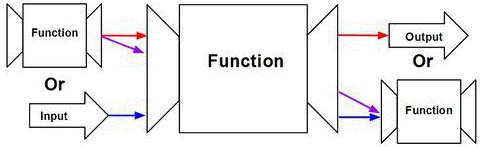 Function
Or
Input
Function
Output
Or
Function